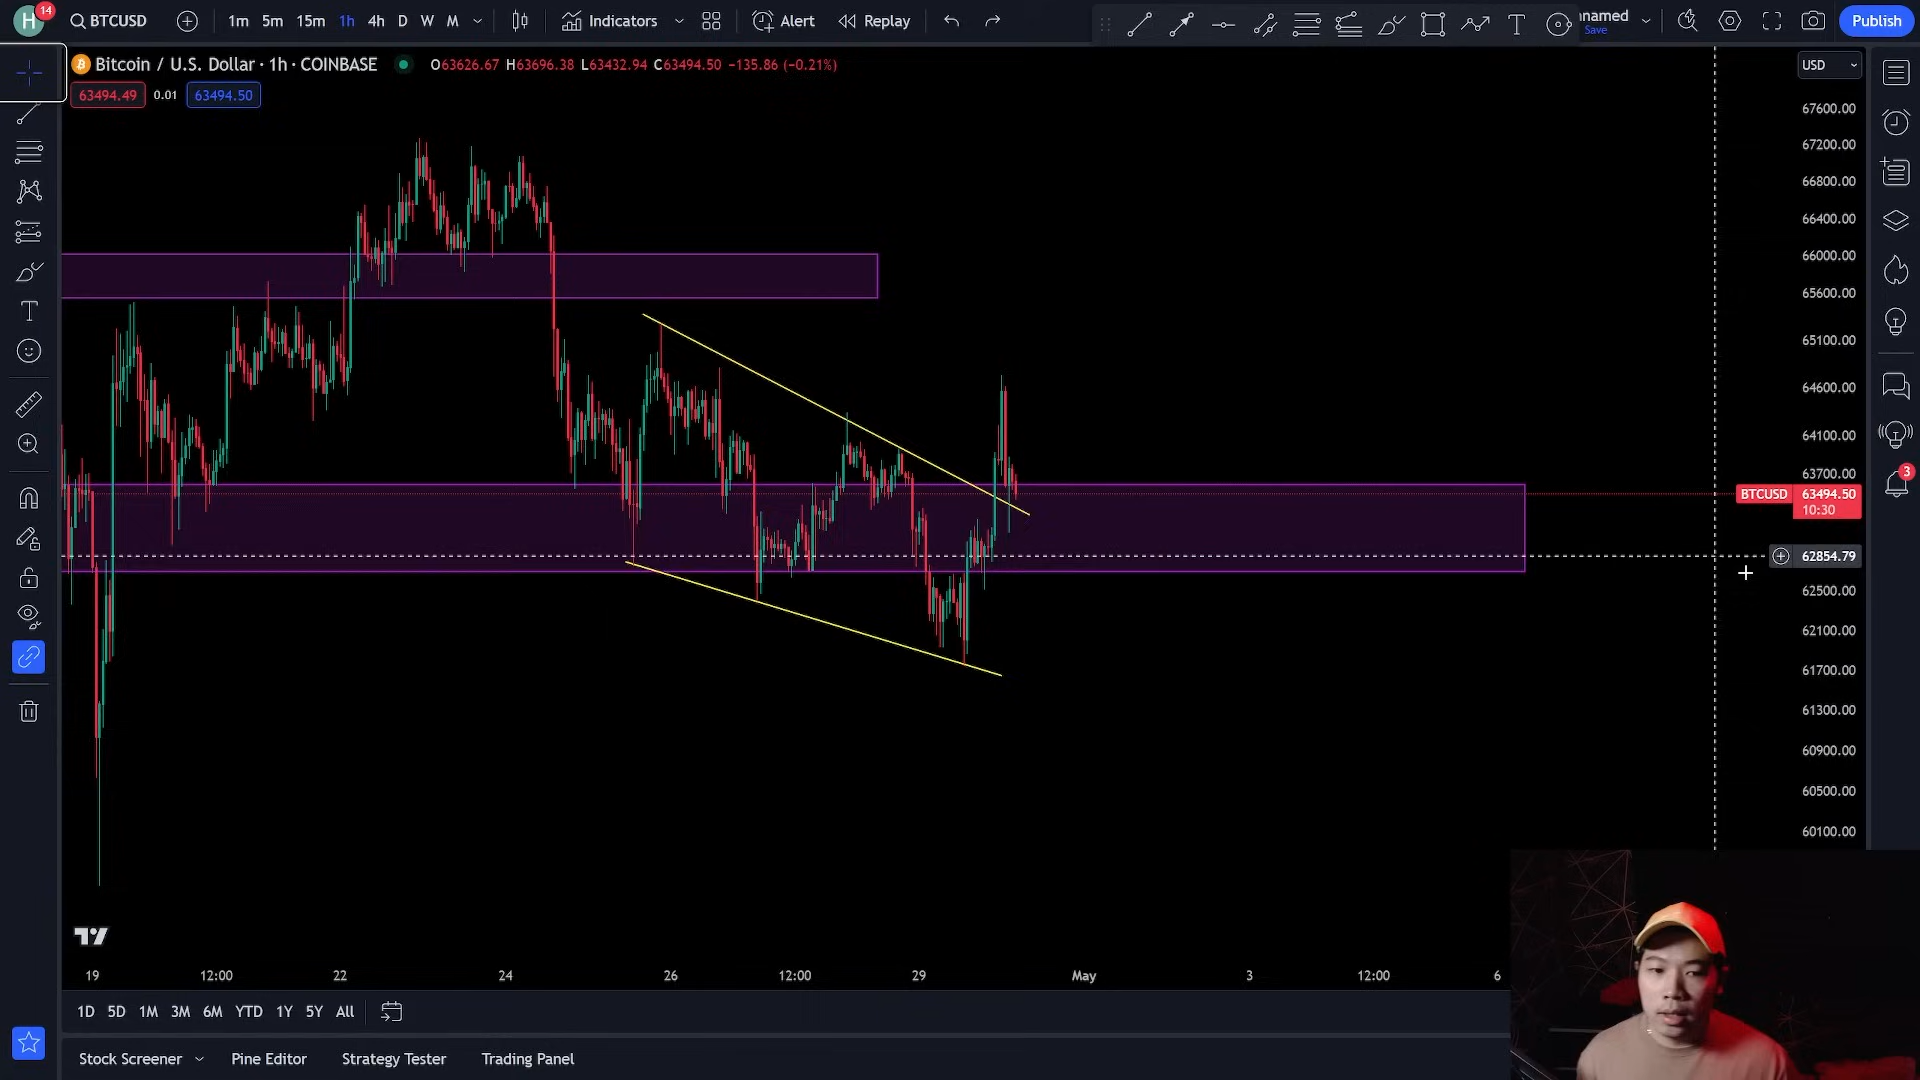 H 14 BTCUSD 1m 5m 15m 1h 4h D W M Indicators Alert Replay nnamed Save Publish
Bitcoin / U.S. Dollar · 1h · COINBASE O63626.67 H63696.38 L63432.94 C63494.50 −135.86 (−0.21%)
USD
63494.49 0.01 63494.50
67600.00
67200.00
66800.00
66400.00
66000.00
65600.00
65100.00
64600.00
64100.00
63700.00
3
BTCUSD 63494.50
10:30
62854.79
62500.00
62100.00
61700.00
61300.00
60900.00
60500.00
60100.00
19 12:00 22 24 26 12:00 29 May 3 12:00 6
1D 5D 1M 3M 6M YTD 1Y 5Y All
Stock Screener Pine Editor Strategy Tester Trading Panel